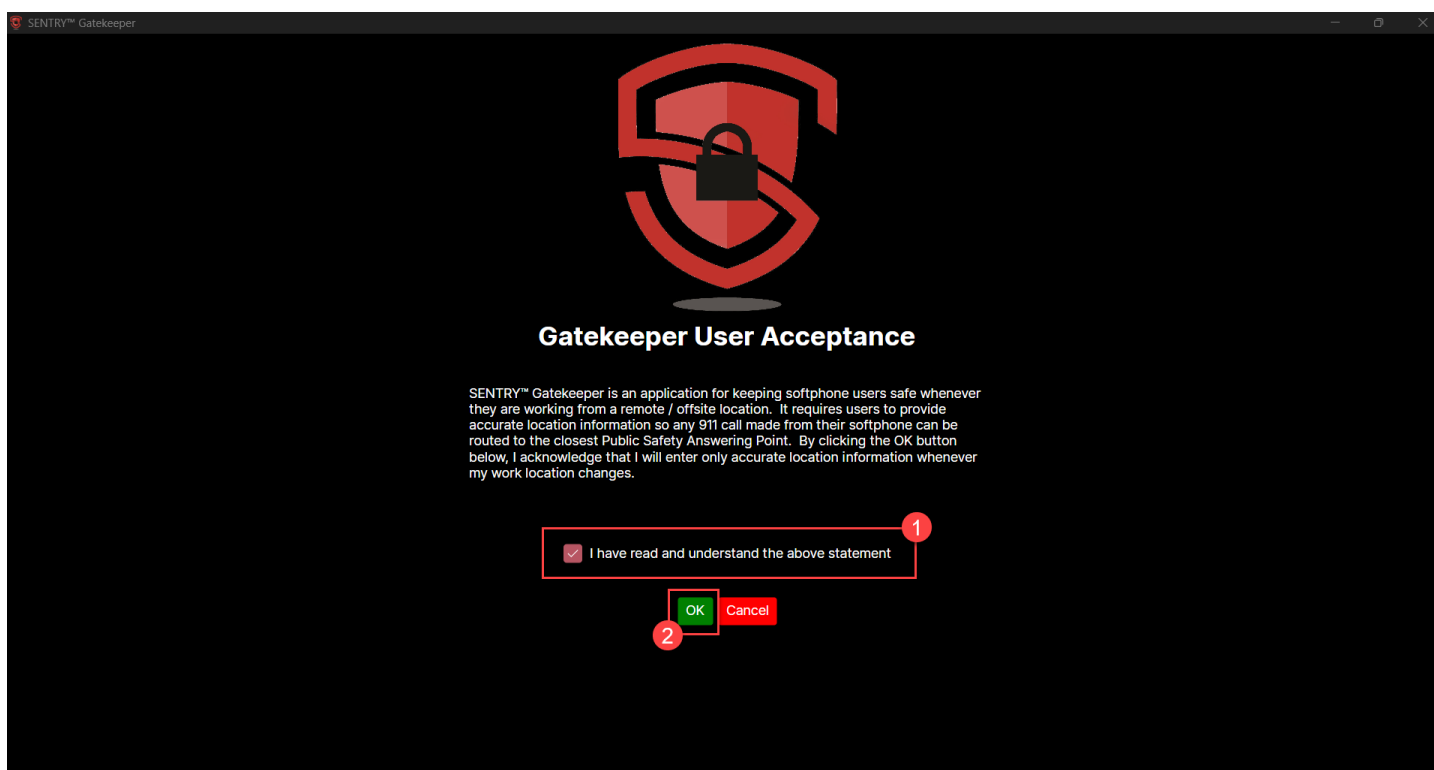 SENTRY™ Gatekeeper
Gatekeeper User Acceptance
SENTRY™ Gatekeeper is an application for keeping softphone users safe whenever
they are working from a remote / offsite location.  It requires users to provide
accurate location information so any 911 call made from their softphone can be
routed to the closest Public Safety Answering Point.  By clicking the OK button
below, I acknowledge that I will enter only accurate location information whenever
my work location changes.
1
I have read and understand the above statement
OK Cancel
2